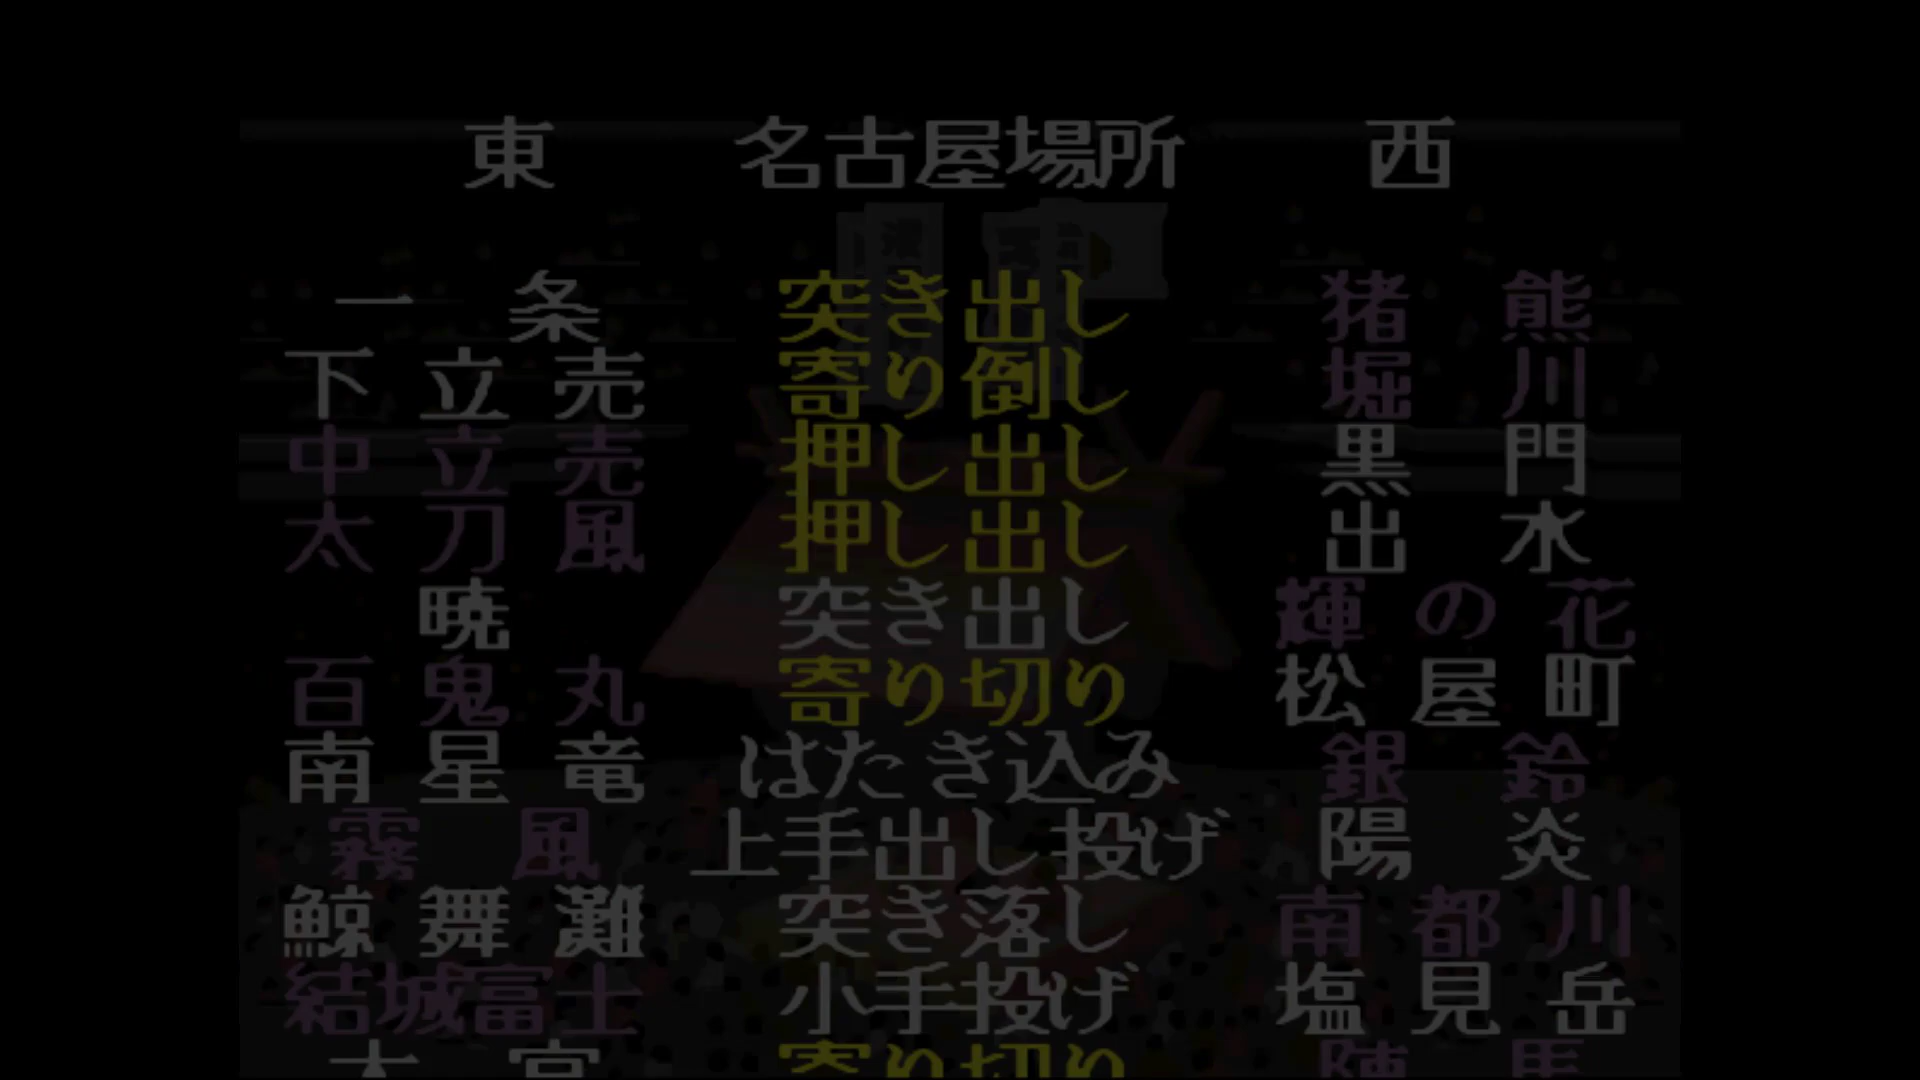 東 名古屋場所 西
一条 突き出し 猪熊
下立売 寄り倒し 堀川
中立売 押し出し 黒門
太刀風 押し出し 出水
暁 突き出し 輝の花
百鬼丸 寄り切り 松屋町
南星竜 はたき込み 銀鈴
霧風 上手出し投げ 陽炎
鯨舞灘 突き落し 南都川
結城富士 小手投げ 塩見岳
寄り切り